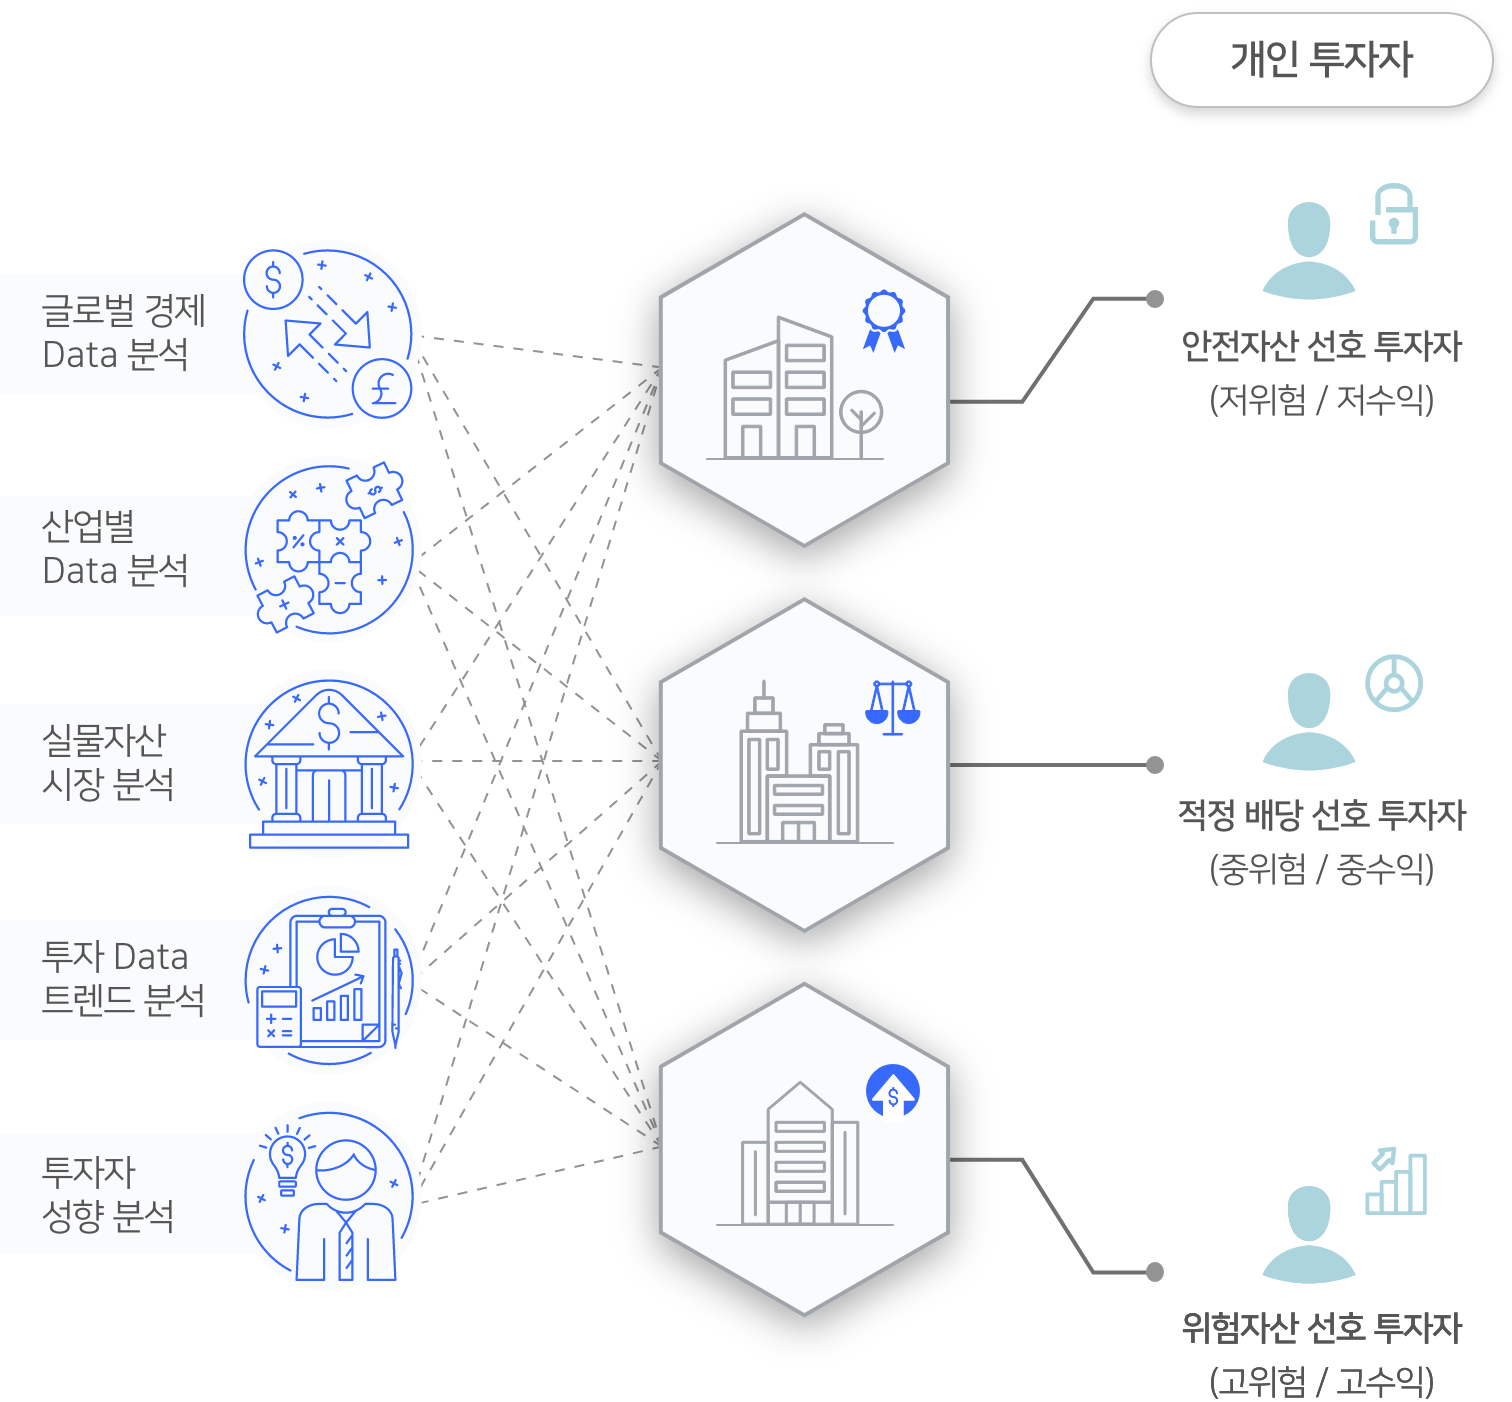 개인 투자자
글로벌 경제
Data 분석
산업별
Data 분석
실물자산
시장 분석
투자 Data
트렌드 분석
투자자
성향 분석
안전자산 선호 투자자
(저위험 / 저수익)
적정 배당 선호 투자자
(중위험 / 중수익)
위험자산 선호 투자자
(고위험 / 고수익)